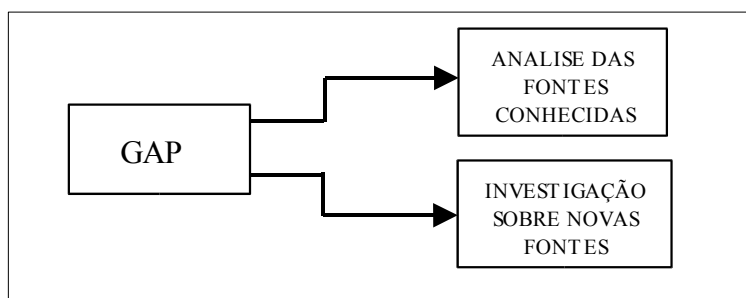 GAP
ANALISE DAS
FONTES
CONHECIDAS
INVESTIGAÇÃO
SOBRE NOVAS
FONTES